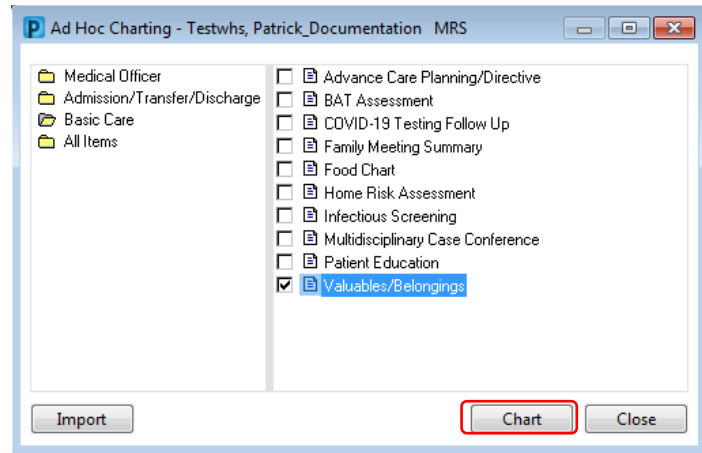 P Ad Hoc Charting - Testwhs, Patrick_Documentation MRS
Medical Officer
Admission/Transfer/Discharge
Basic Care
All Items
Advance Care Planning/Directive
BAT Assessment
COVID-19 Testing Follow Up
Family Meeting Summary
Food Chart
Home Risk Assessment
Infectious Screening
Multidisciplinary Case Conference
Patient Education
Valuables/Belongings
Import
Chart
Close